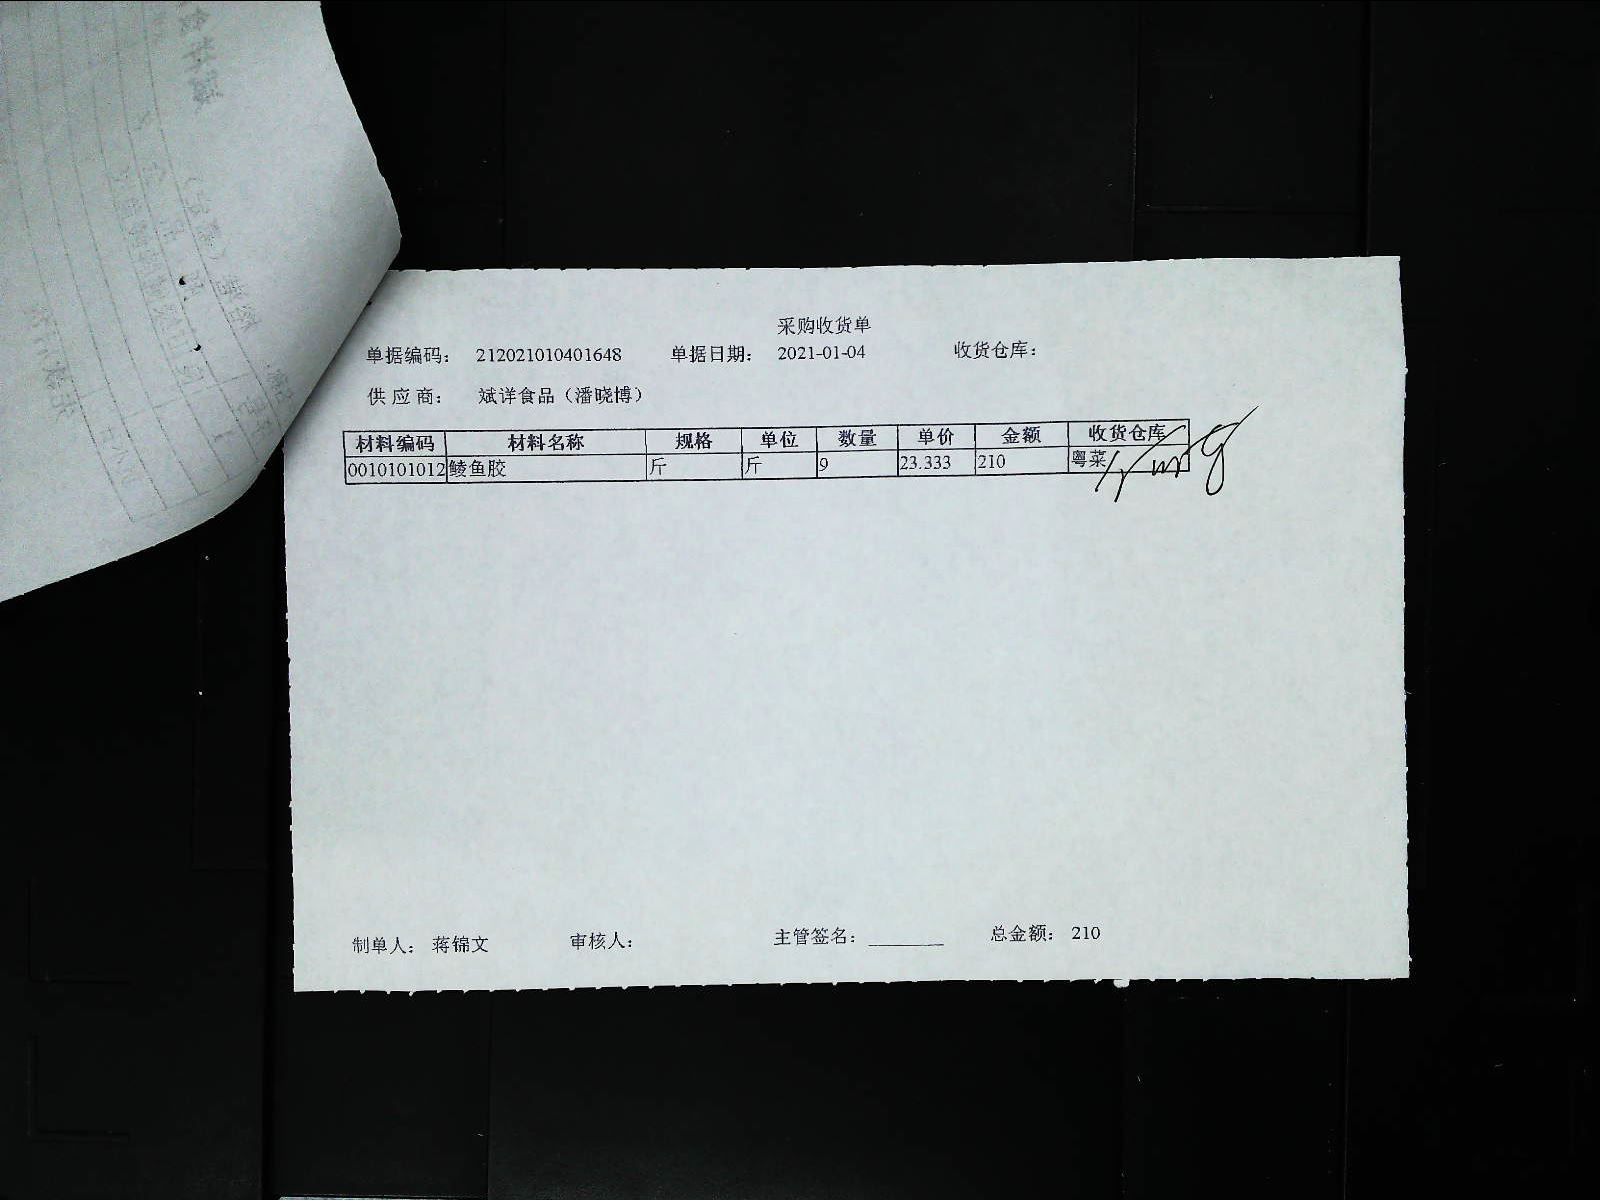 采购收货单
单据编码： 212021010401648 单据日期： 2021-01-04 收货仓库：
供 应 商： 斌详食品（潘晓博）
材料编码 材料名称 规格 单位 数量 单价 金额 收货仓库
0010101012 鲮鱼胶 斤 斤 9 23.333 210 粤菜
制单人： 蒋锦文 审核人： 主管签名： ________ 总金额： 210